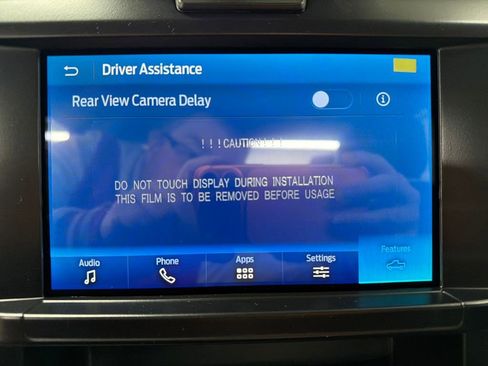 Driver Assistance
Rear View Camera Delay
!!!CAUTION!!!
DO NOT TOUCH DISPLAY DURING INSTALLATION
THIS FILM IS TO BE REMOVED BEFORE USAGE
Audio
Phone
Apps
Settings
Features